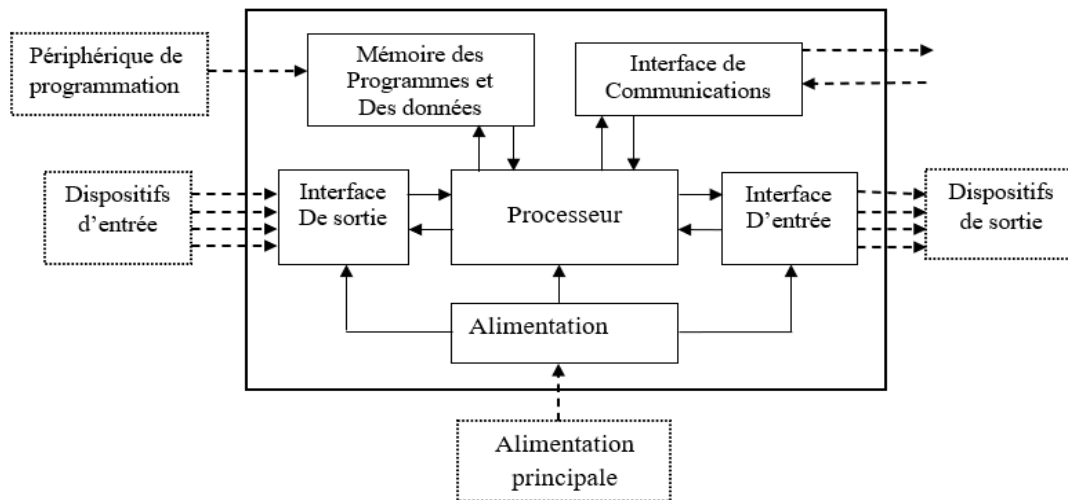 Périphérique de
programmation
Mémoire des
Programmes et
Des données
Interface de
Communications
Dispositifs
d'entrée
Interface
De sortie
Processeur
Interface
D'entrée
Dispositifs
de sortie
Alimentation
Alimentation
principale